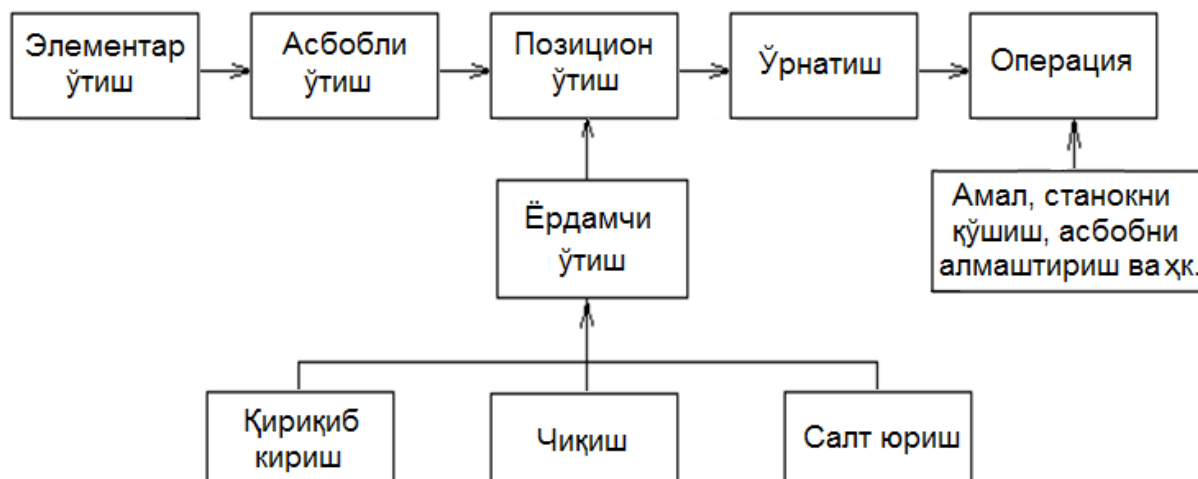 Элементар
ўтиш
Асбобли
ўтиш
Позицион
ўтиш
Ўрнатиш
Операция
Ёрдамчи
ўтиш
Амал, станокни
қўшиш, асбобни
алмаштириш ва ҳк.
Қириқиб
кириш
Чиқиш
Салт юриш